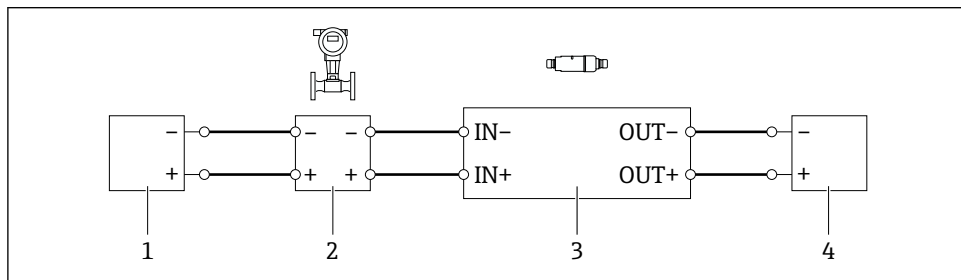 − − − IN− OUT− −
+ + + IN+ OUT+ +
1 2 3 4